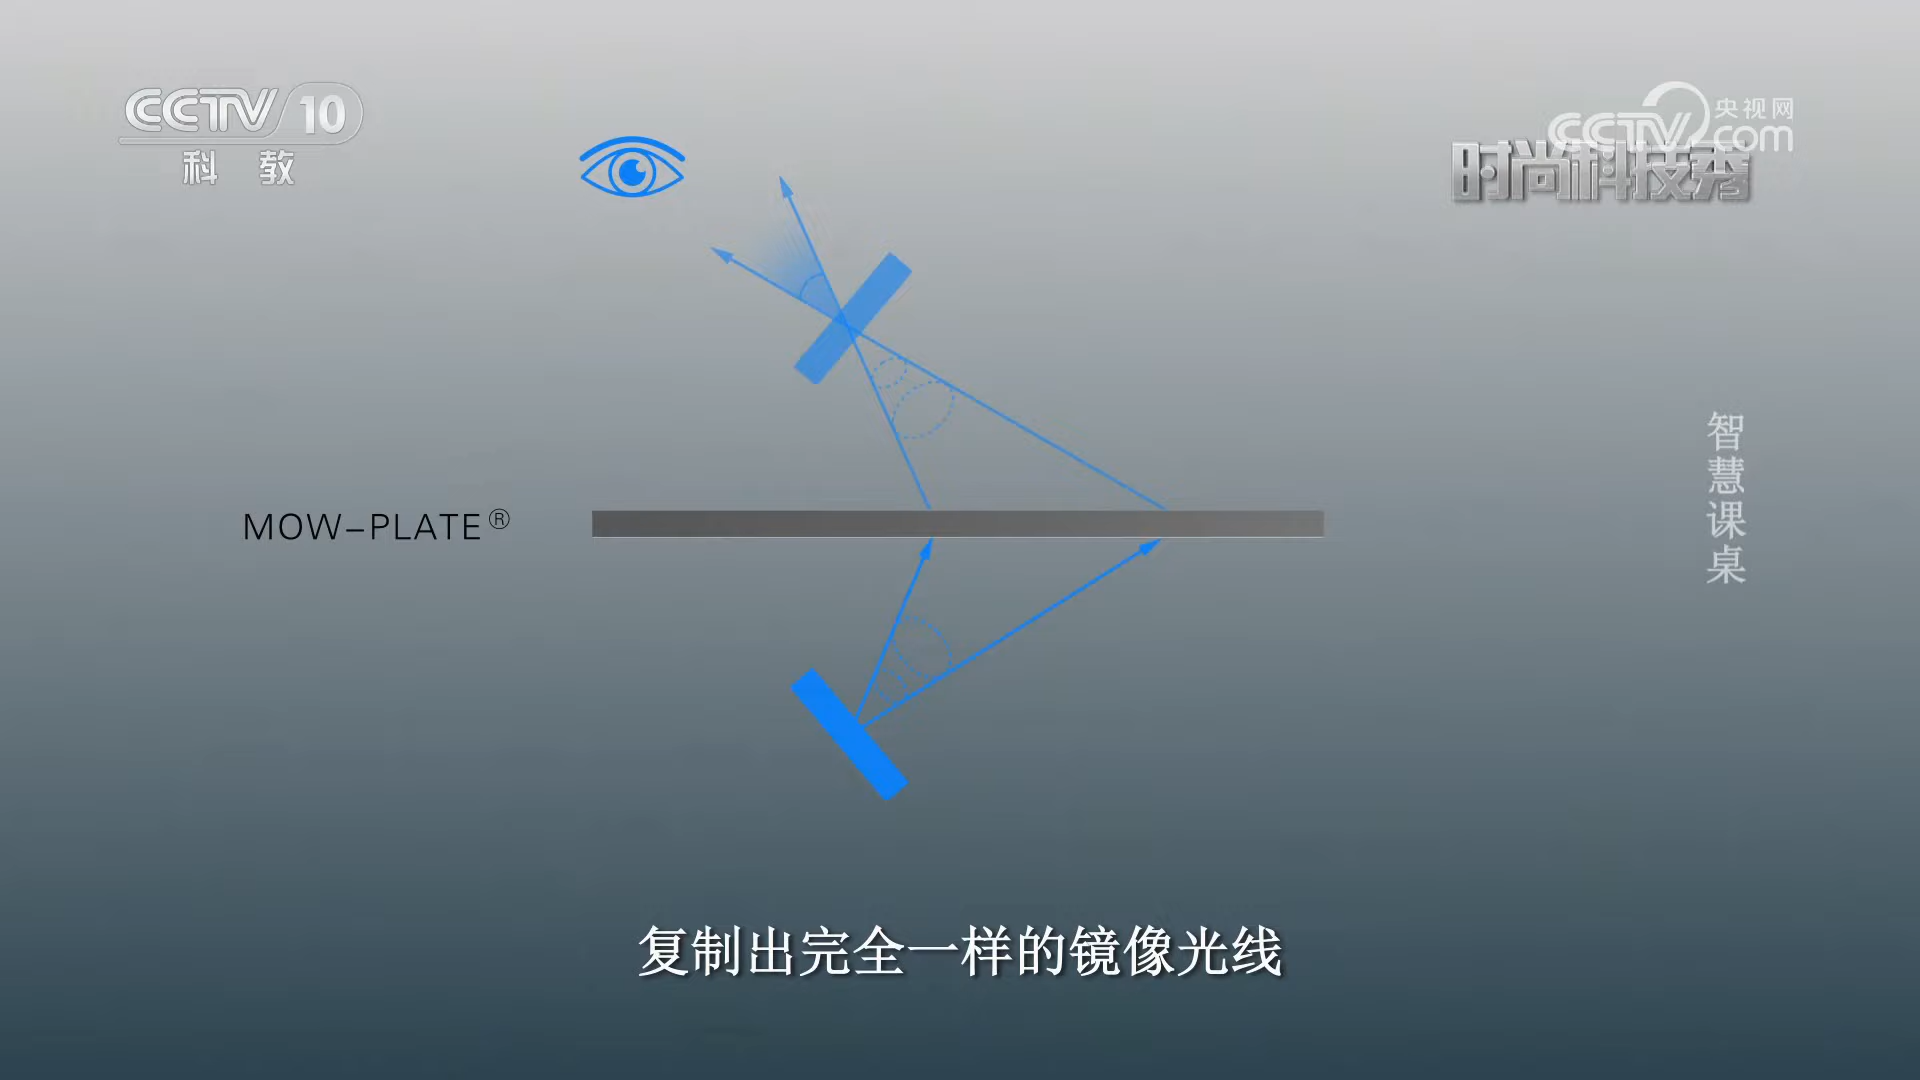 CCTV 10
科 教
央视网
CCTV.com
时尚科技秀
智慧课桌
MOW-PLATE®
复制出完全一样的镜像光线